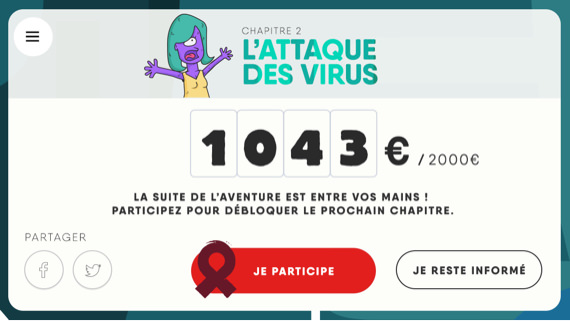 CHAPITRE 2
L'ATTAQUE
DES VIRUS
1043 € / 2000€
LA SUITE DE L'AVENTURE EST ENTRE VOS MAINS !
PARTICIPEZ POUR DÉBLOQUER LE PROCHAIN CHAPITRE.
PARTAGER
JE PARTICIPE
JE RESTE INFORMÉ